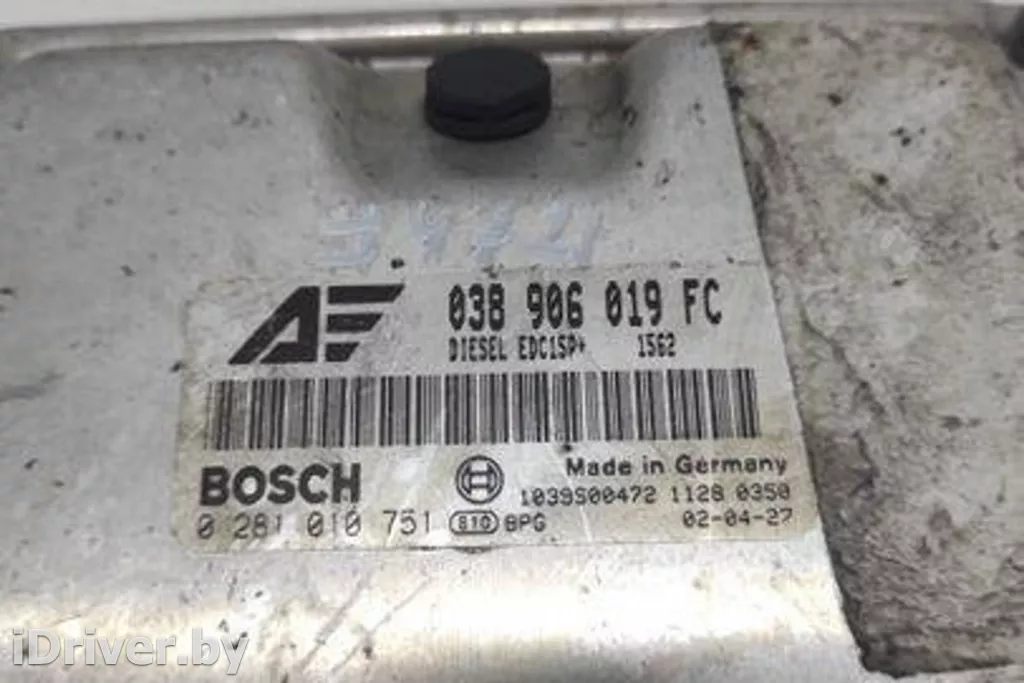 AF 038 906 019 FC
DIESEL EDC15P+ 1562
BOSCH Made in Germany
1039S00472 1128 0350
0 281 010 751 810 BPG 02-04-27
iDriver.by